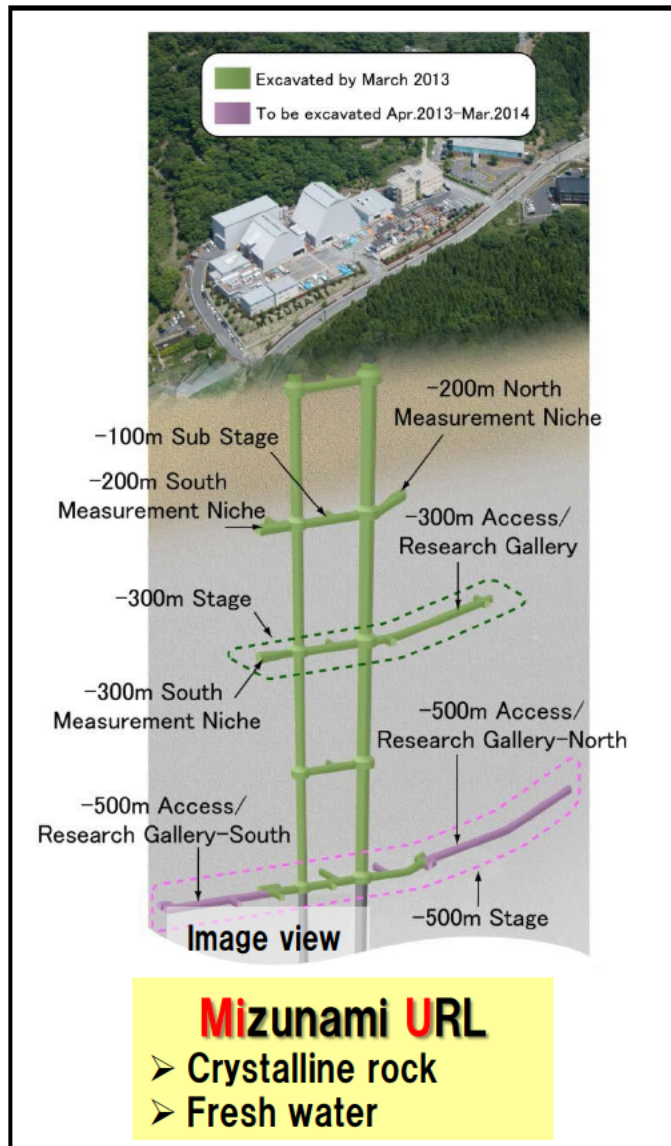 Excavated by March 2013
To be excavated Apr.2013-Mar.2014
MIZUNAMI
-200m North
Measurement Niche
-100m Sub Stage
-200m South
Measurement Niche
-300m Access/
Research Gallery
-300m Stage
-300m South
Measurement Niche
-500m Access/
Research Gallery-North
-500m Access/
Research Gallery-South
-500m Stage
Image view
Mizunami URL
➢ Crystalline rock
➢ Fresh water